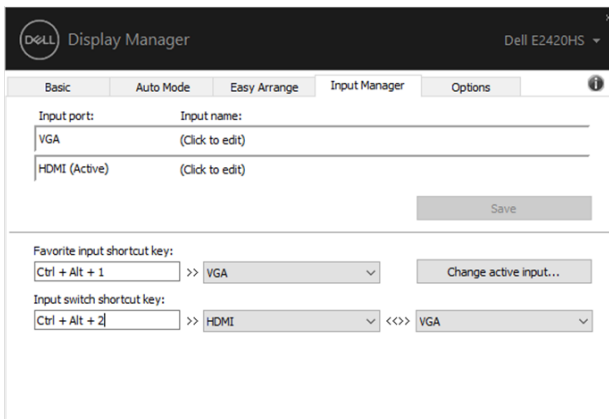 DELL Display Manager Dell E2420HS
Basic Auto Mode Easy Arrange Input Manager Options
Input port: Input name:
VGA (Click to edit)
HDMI (Active) (Click to edit)
Save
Favorite input shortcut key:
Ctrl + Alt + 1 >> VGA Change active input...
Input switch shortcut key:
Ctrl + Alt + 2 >> HDMI <<>> VGA